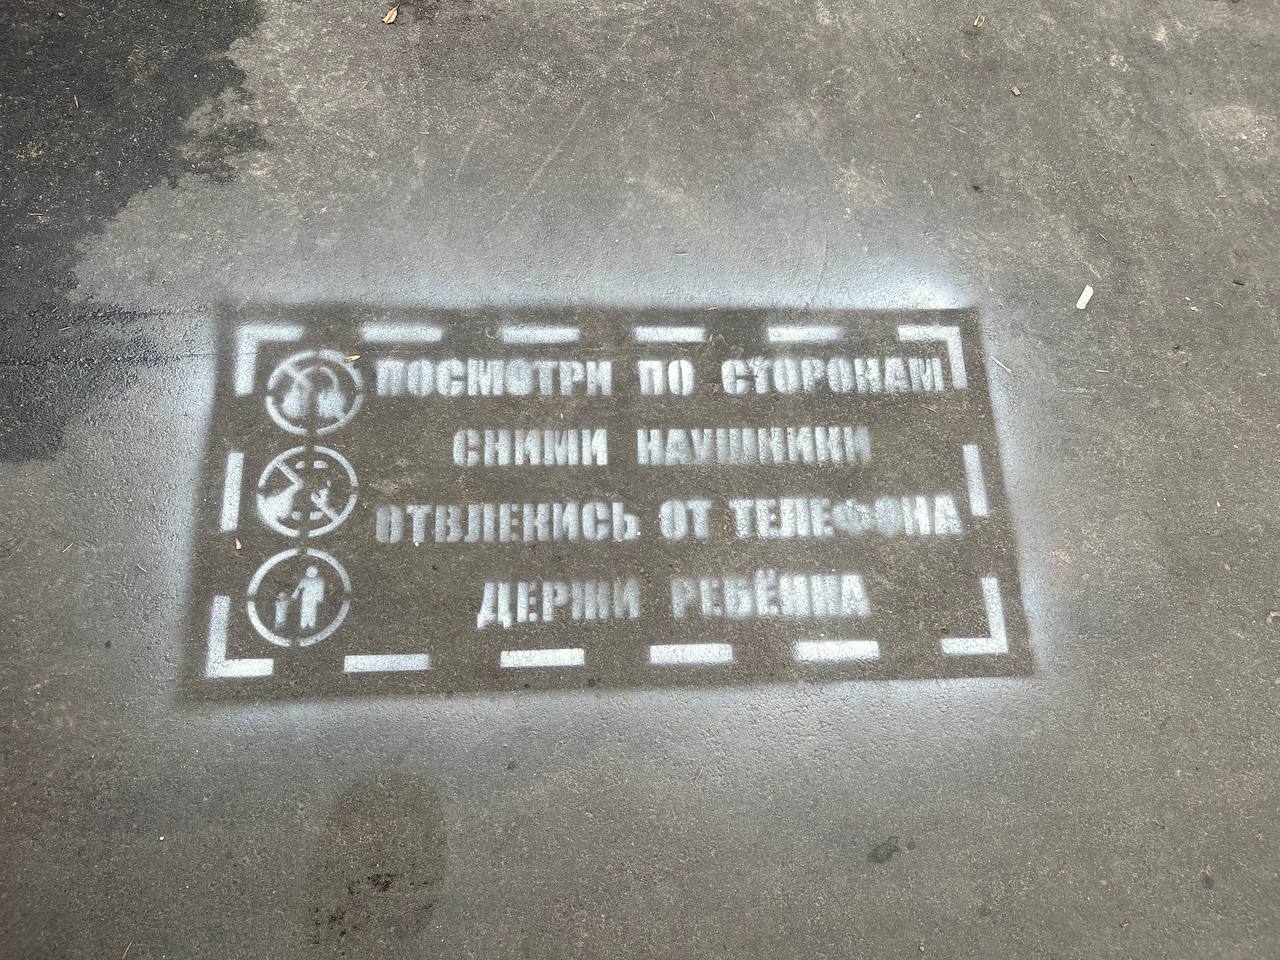 ПОСМОТРИ ПО СТОРОНАМ
СНИМИ НАУШНИКИ
ОТВЛЕКИСЬ ОТ ТЕЛЕФОНА
ДЕРЖИ РЕБЁНКА